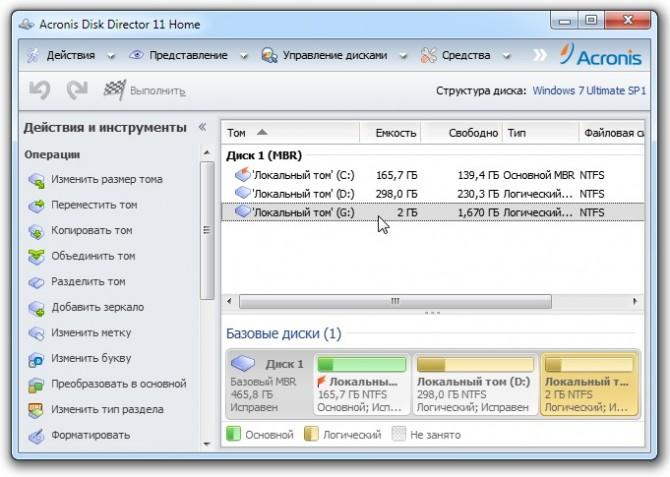 Acronis Disk Director 11 Home
Действия Представление Управление дисками Средства Acronis
Выполнить Структура диска: Windows 7 Ultimate SP1
Действия и инструменты
Операции
Изменить размер тома
Переместить том
Копировать том
Объединить том
Разделить том
Добавить зеркало
Изменить метку
Изменить букву
Преобразовать в основной
Изменить тип раздела
Форматировать
Том Емкость Свободно Тип Файловая си
Диск 1 (MBR)
'Локальный том' (C:) 165,7 ГБ 139,4 ГБ Основной MBR NTFS
'Локальный том' (D:) 298,0 ГБ 230,3 ГБ Логический... NTFS
'Локальный том' (G:) 2 ГБ 1,670 ГБ Логический... NTFS
Базовые диски (1)
Диск 1
Базовый MBR
465,8 ГБ
Исправен
Локальны...
165,7 ГБ NTFS
Основной; Исп...
Локальный том (D:)
298,0 ГБ NTFS
Логический; Исправен
Локальный т...
2 ГБ NTFS
Логический; И...
Основной Логический Не занято